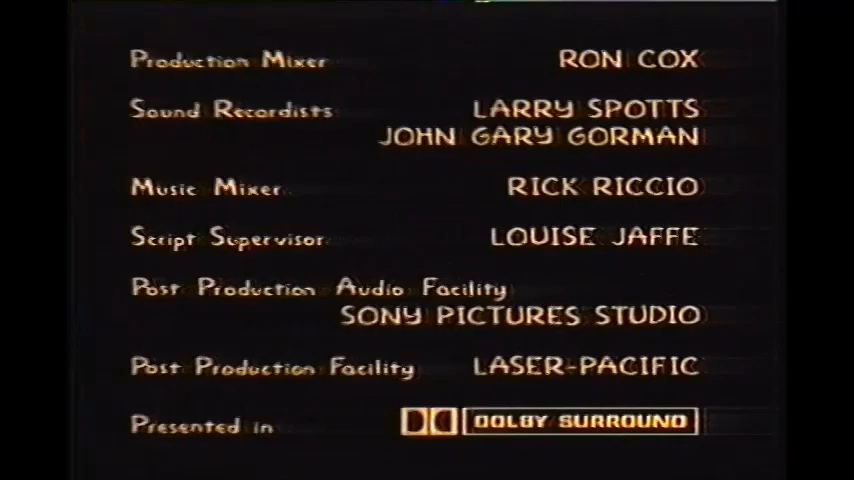 Production Mixer RON COX
Sound Recordists LARRY SPOTTS
JOHN GARY GORMAN
Music Mixer RICK RICCIO
Script Supervisor LOUISE JAFFE
Post Production Audio Facility
SONY PICTURES STUDIO
Post Production Facility LASER-PACIFIC
Presented in DOLBY SURROUND